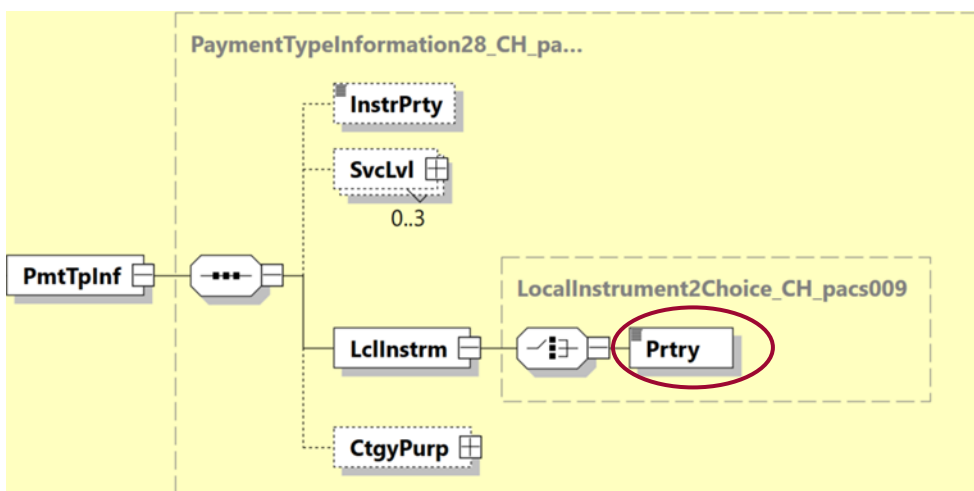 PaymentTypeInformation28_CH_pa...
InstrPrty
SvcLvl
0..3
PmtTpInf
LocalInstrument2Choice_CH_pacs009
LclInstrm
Prtry
CtgyPurp